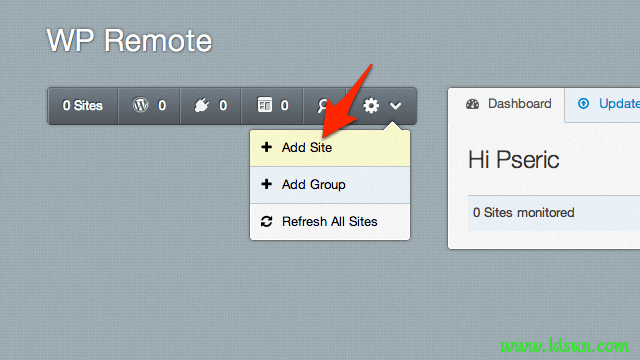 WP Remote
0 Sites 0 0 0
Add Site
Add Group
Refresh All Sites
Dashboard Update
Hi Pseric
0 Sites monitored
www.ldsun.com